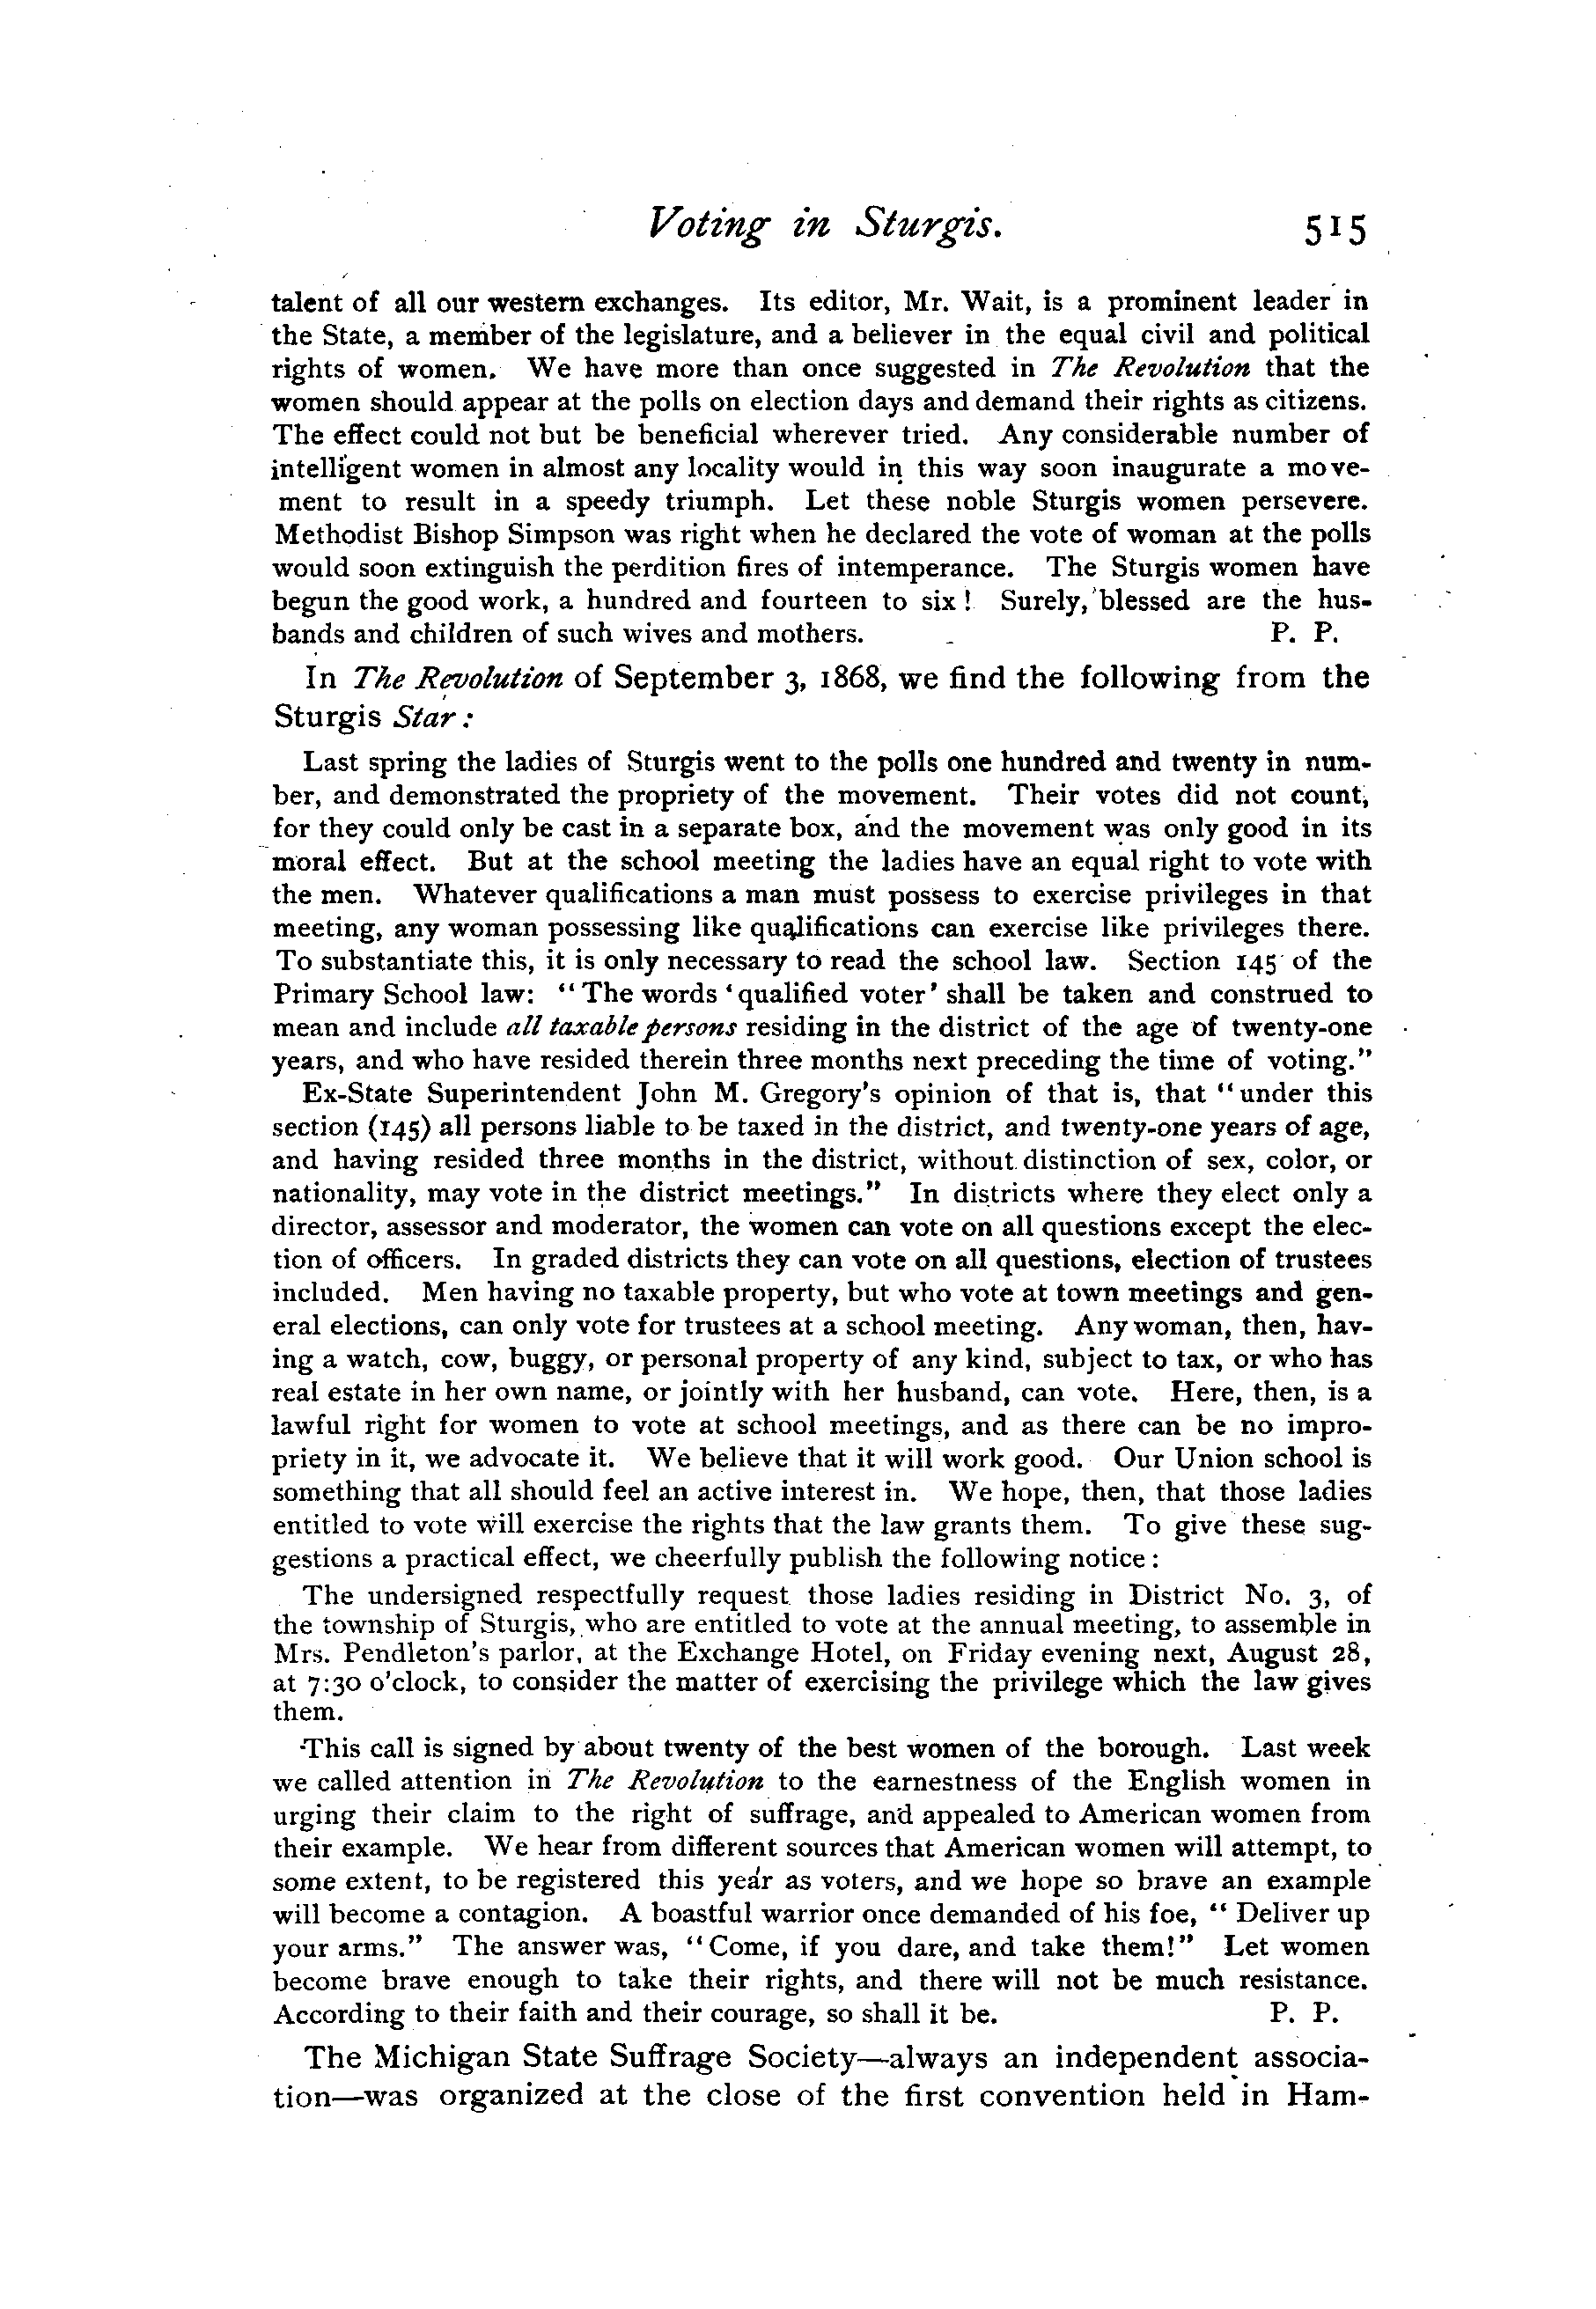 Voting in Sturgis. 515
talent of all our western exchanges. Its editor, Mr. Wait, is a prominent leader in
the State, a member of the legislature, and a believer in the equal civil and political
rights of women. We have more than once suggested in The Revolution that the
women should appear at the polls on election days and demand their rights as citizens.
The effect could not but be beneficial wherever tried. Any considerable number of
intelligent women in almost any locality would in this way soon inaugurate a move-
ment to result in a speedy triumph. Let these noble Sturgis women persevere.
Methodist Bishop Simpson was right when he declared the vote of woman at the polls
would soon extinguish the perdition fires of intemperance. The Sturgis women have
begun the good work, a hundred and fourteen to six! Surely, blessed are the hus-
bands and children of such wives and mothers. P. P.
In The Revolution of September 3, 1868, we find the following from the
Sturgis Star:
Last spring the ladies of Sturgis went to the polls one hundred and twenty in num-
ber, and demonstrated the propriety of the movement. Their votes did not count,
for they could only be cast in a separate box, and the movement was only good in its
moral effect. But at the school meeting the ladies have an equal right to vote with
the men. Whatever qualifications a man must possess to exercise privileges in that
meeting, any woman possessing like qualifications can exercise like privileges there.
To substantiate this, it is only necessary to read the school law. Section 145 of the
Primary School law: "The words 'qualified voter' shall be taken and construed to
mean and include all taxable persons residing in the district of the age of twenty-one
years, and who have resided therein three months next preceding the time of voting."
Ex-State Superintendent John M. Gregory's opinion of that is, that "under this
section (145) all persons liable to be taxed in the district, and twenty-one years of age,
and having resided three months in the district, without distinction of sex, color, or
nationality, may vote in the district meetings." In districts where they elect only a
director, assessor and moderator, the women can vote on all questions except the elec-
tion of officers. In graded districts they can vote on all questions, election of trustees
included. Men having no taxable property, but who vote at town meetings and gen-
eral elections, can only vote for trustees at a school meeting. Any woman, then, hav-
ing a watch, cow, buggy, or personal property of any kind, subject to tax, or who has
real estate in her own name, or jointly with her husband, can vote. Here, then, is a
lawful right for women to vote at school meetings, and as there can be no impro-
priety in it, we advocate it. We believe that it will work good. Our Union school is
something that all should feel an active interest in. We hope, then, that those ladies
entitled to vote will exercise the rights that the law grants them. To give these sug-
gestions a practical effect, we cheerfully publish the following notice:
The undersigned respectfully request those ladies residing in District No. 3, of
the township of Sturgis, who are entitled to vote at the annual meeting, to assemble in
Mrs. Pendleton's parlor, at the Exchange Hotel, on Friday evening next, August 28,
at 7:30 o'clock, to consider the matter of exercising the privilege which the law gives
them.
This call is signed by about twenty of the best women of the borough. Last week
we called attention in The Revolution to the earnestness of the English women in
urging their claim to the right of suffrage, and appealed to American women from
their example. We hear from different sources that American women will attempt, to
some extent, to be registered this year as voters, and we hope so brave an example
will become a contagion. A boastful warrior once demanded of his foe, "Deliver up
your arms." The answer was, "Come, if you dare, and take them!" Let women
become brave enough to take their rights, and there will not be much resistance.
According to their faith and their courage, so shall it be. P. P.
The Michigan State Suffrage Society—always an independent associa-
tion—was organized at the close of the first convention held in Ham-